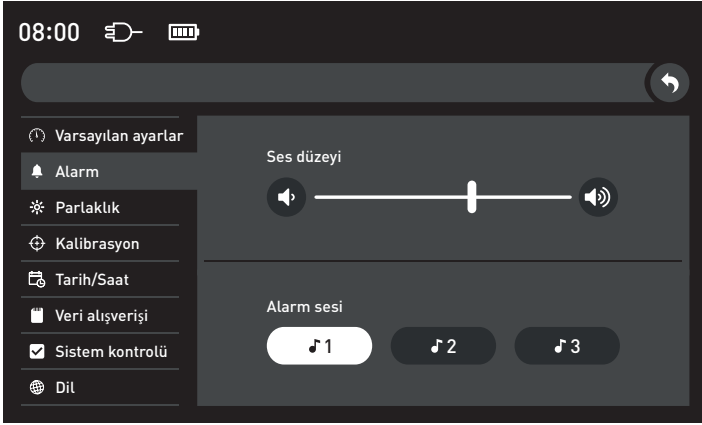 08:00
Varsayılan ayarlar
Alarm
Parlaklık
Kalibrasyon
Tarih/Saat
Veri alışverişi
Sistem kontrolü
Dil
Ses düzeyi
Alarm sesi
1
2
3